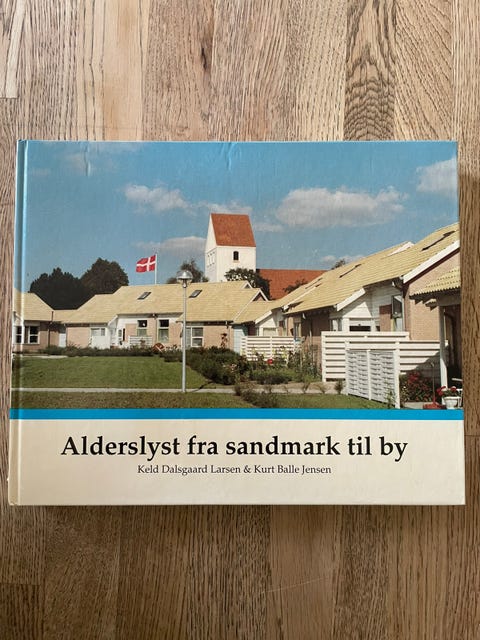 Alderslyst fra sandmark til by
Keld Dalsgaard Larsen & Kurt Balle Jensen